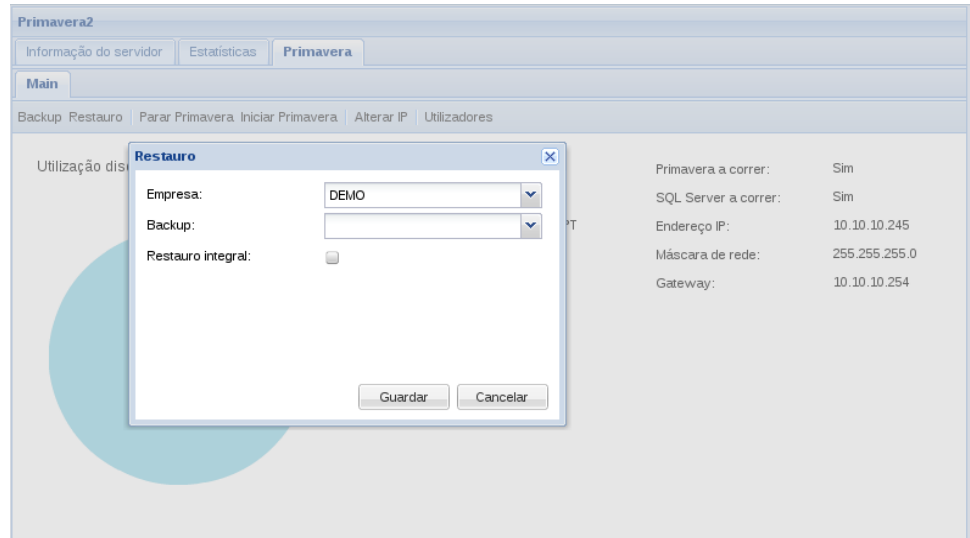 Primavera2
Informação do servidor Estatísticas Primavera
Main
Backup Restauro Parar Primavera Iniciar Primavera Alterar IP Utilizadores
Utilização
Restauro
Empresa: DEMO
Backup:
Restauro integral:
Guardar Cancelar
PT
Primavera a correr: Sim
SQL Server a correr: Sim
Endereço IP: 10.10.10.245
Máscara de rede: 255.255.255.0
Gateway: 10.10.10.254